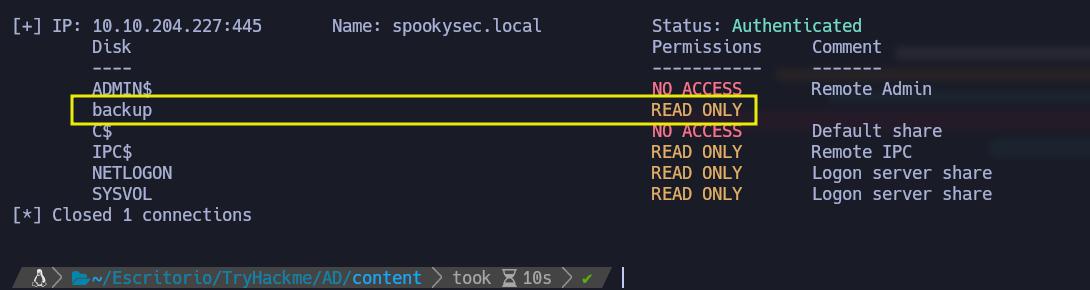 [+] IP: 10.10.204.227:445 Name: spookysec.local Status: Authenticated
Disk Permissions Comment
---- ----------- -------
ADMIN$ NO ACCESS Remote Admin
backup READ ONLY
C$ NO ACCESS Default share
IPC$ READ ONLY Remote IPC
NETLOGON READ ONLY Logon server share
SYSVOL READ ONLY Logon server share
[*] Closed 1 connections
~/Escritorio/TryHackme/AD/content took 10s ✔